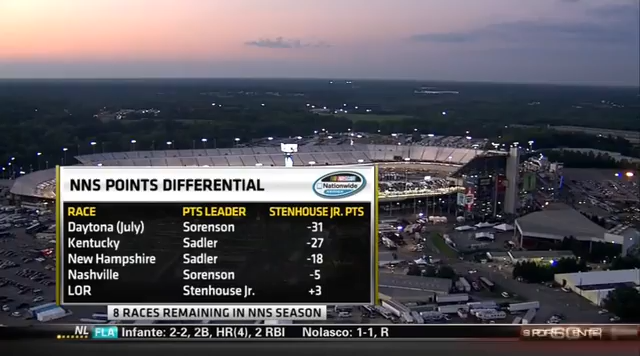 NNS POINTS DIFFERENTIAL
NASCAR
Nationwide
SERIES
RACE PTS LEADER STENHOUSE JR. PTS
Daytona (July) Sorenson -31
Kentucky Sadler -27
New Hampshire Sadler -18
Nashville Sorenson -5
LOR Stenhouse Jr. +3
8 RACES REMAINING IN NNS SEASON
NL FLA Infante: 2-2, 2B, HR(4), 2 RBI Nolasco: 1-1, R